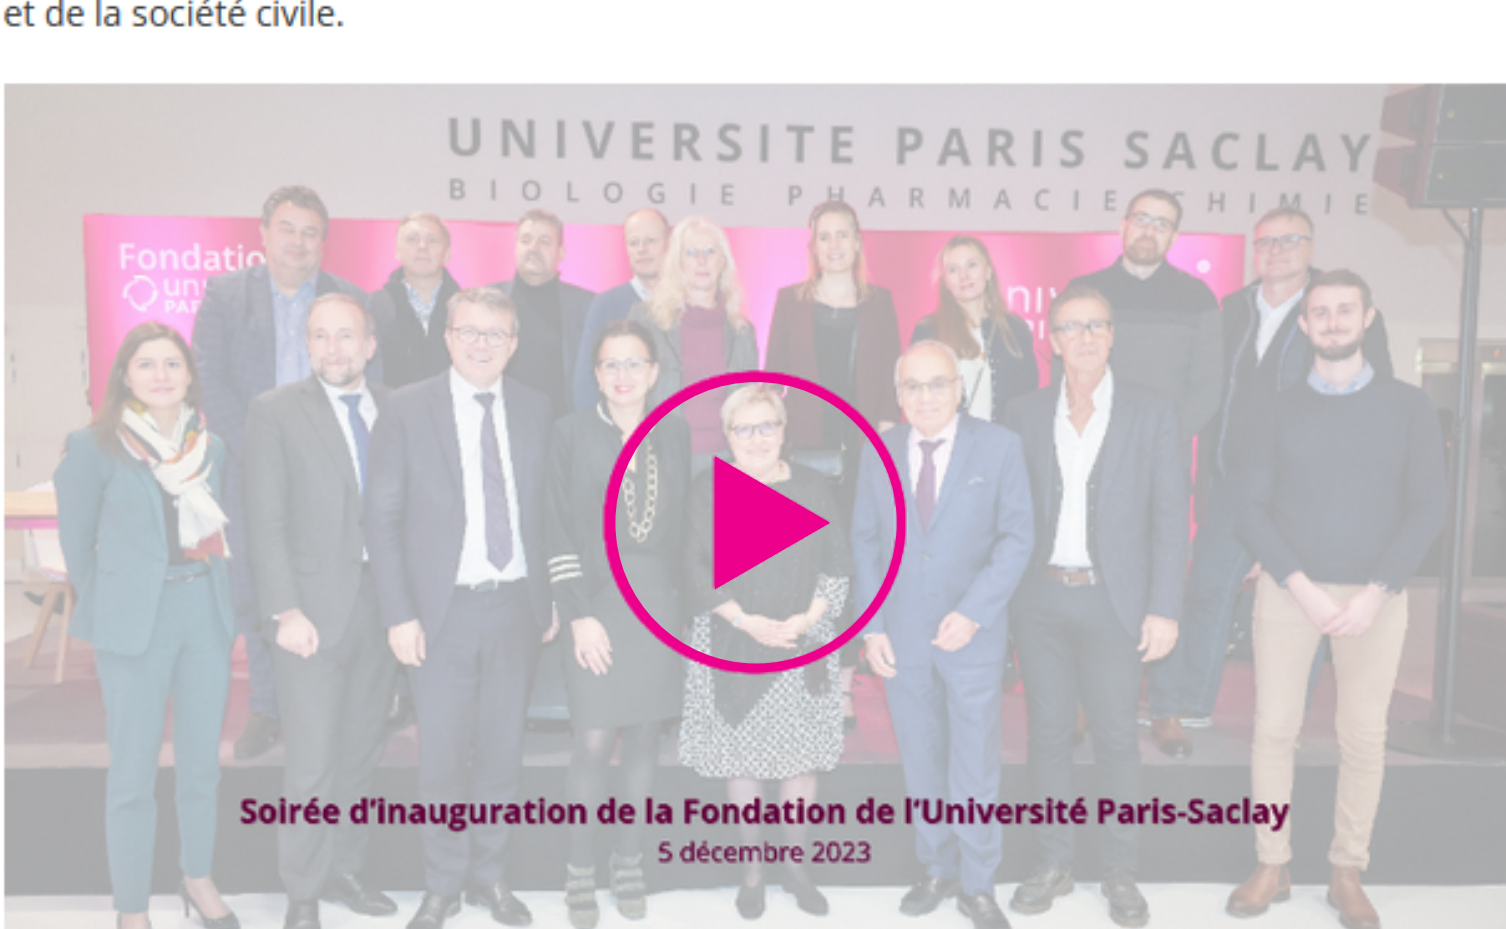 et de la société civile.
UNIVERSITE PARIS SACLAY
BIOLOGIE PHARMACIE CHIMIE
Fondatio
Soirée d'inauguration de la Fondation de l'Université Paris-Saclay
5 décembre 2023